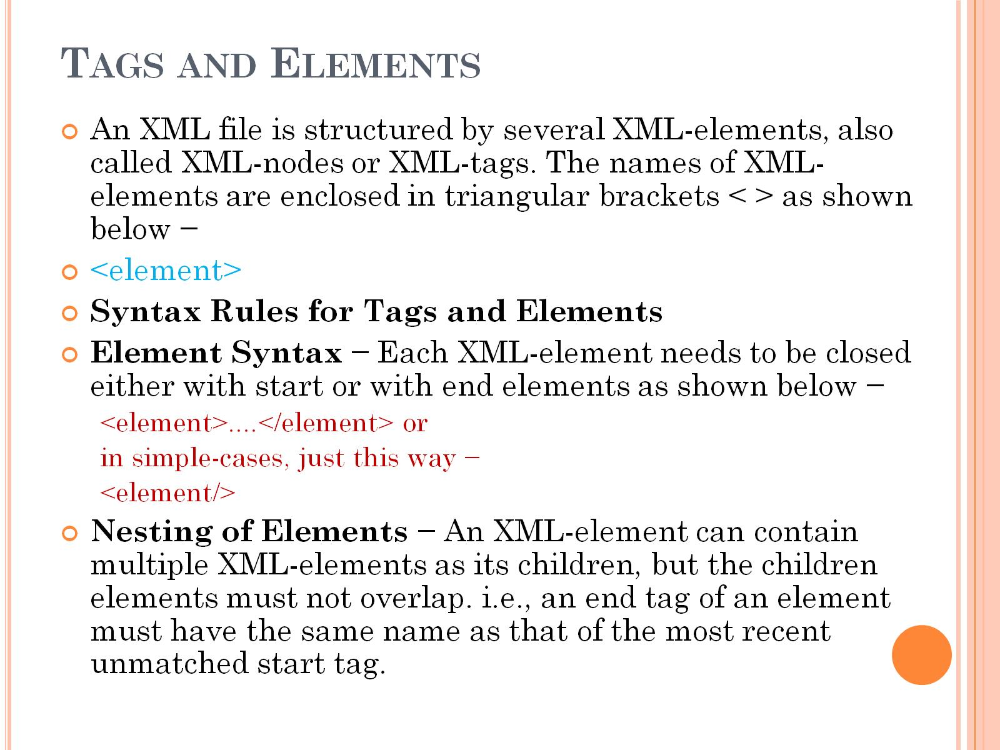 TAGS AND ELEMENTS
An XML file is structured by several XML-elements, also
called XML-nodes or XML-tags. The names of XML-
elements are enclosed in triangular brackets < > as shown
below −
<element>
Syntax Rules for Tags and Elements
Element Syntax − Each XML-element needs to be closed
either with start or with end elements as shown below −
<element>....</element> or
in simple-cases, just this way −
<element/>
Nesting of Elements − An XML-element can contain
multiple XML-elements as its children, but the children
elements must not overlap. i.e., an end tag of an element
must have the same name as that of the most recent
unmatched start tag.